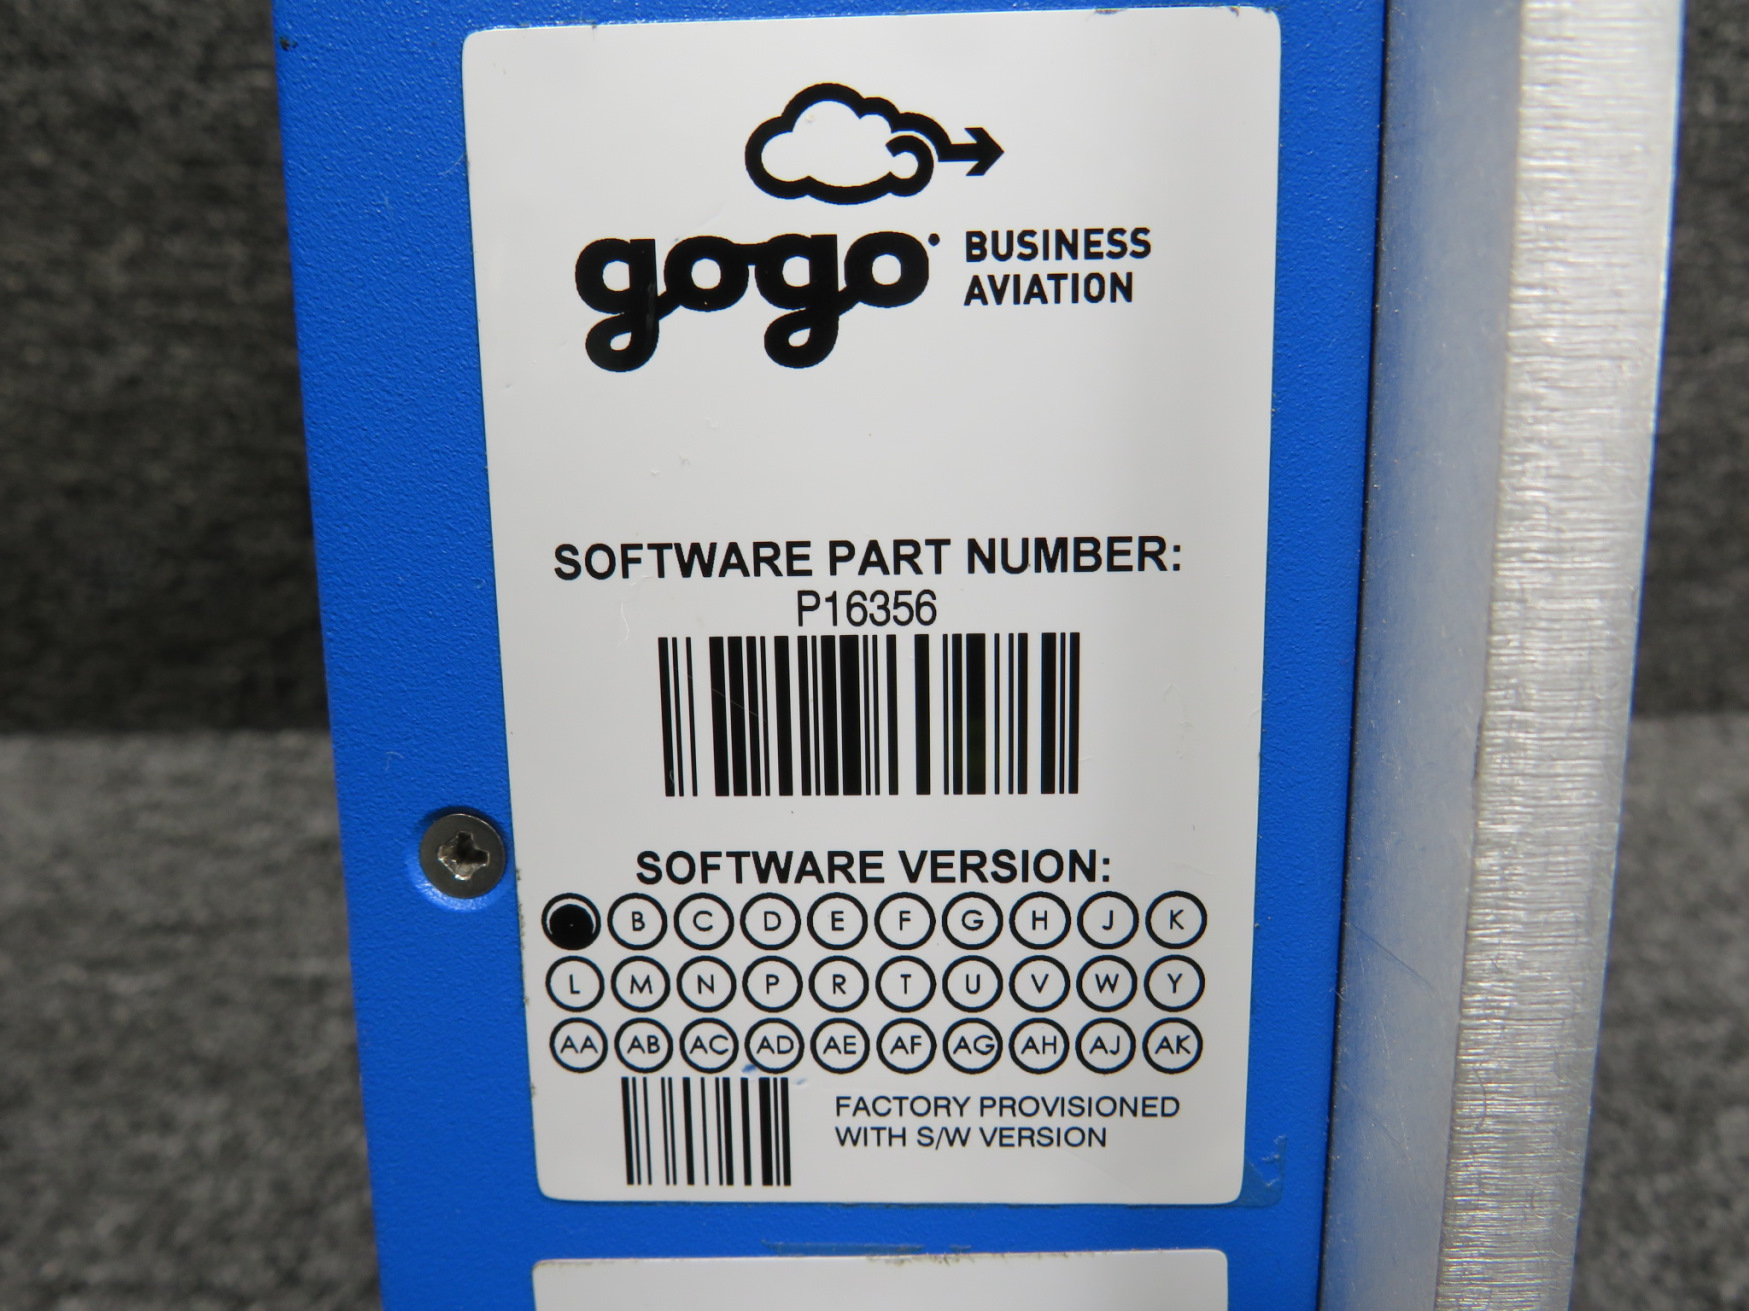 gogo BUSINESS
AVIATION
SOFTWARE PART NUMBER:
P16356
SOFTWARE VERSION:
B C D E F G H J K
L M N P R T U V W Y
AA AB AC AD AE AF AG AH AJ AK
FACTORY PROVISIONED
WITH S/W VERSION